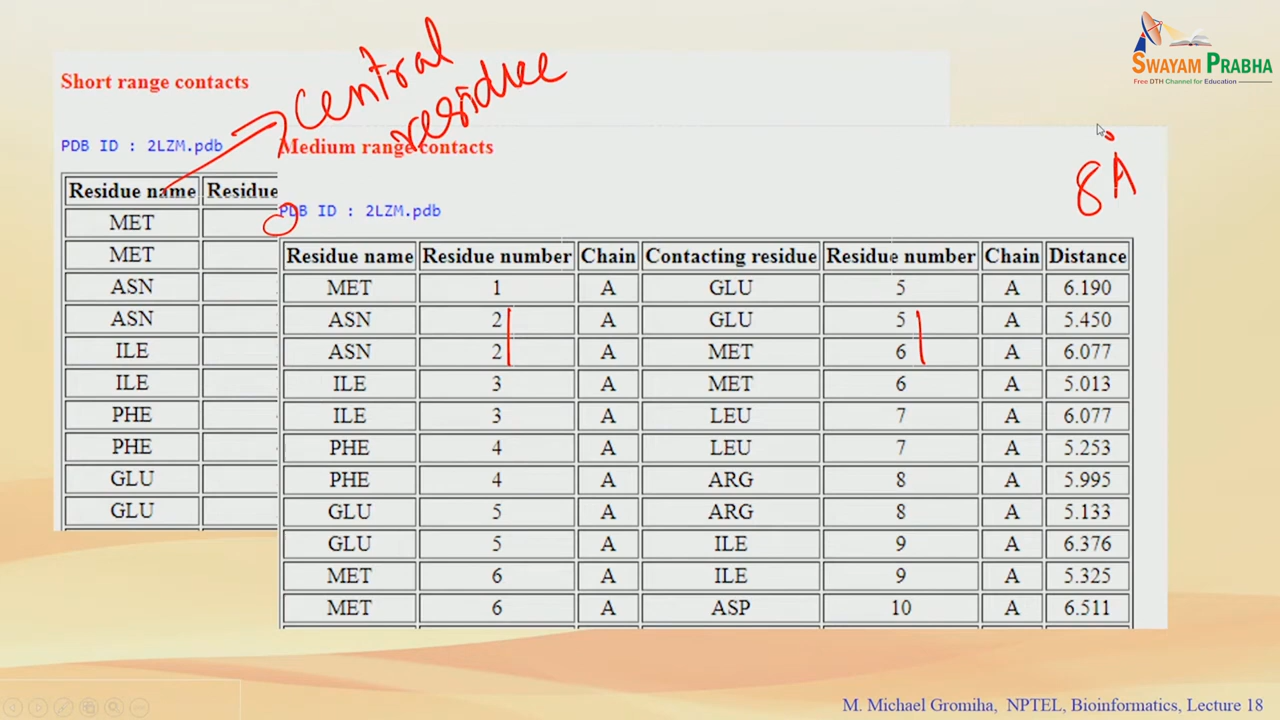 SWAYAM PRABHA
Free DTH Channel for Education
central
residue
8Å
Short range contacts
PDB ID : 2LZM.pdb
Residue name Residue
MET
MET
ASN
ASN
ILE
ILE
PHE
PHE
GLU
GLU
Medium range contacts
PDB ID : 2LZM.pdb
Residue name Residue number Chain Contacting residue Residue number Chain Distance
MET 1 A GLU 5 A 6.190
ASN 2 A GLU 5 A 5.450
ASN 2 A MET 6 A 6.077
ILE 3 A MET 6 A 5.013
ILE 3 A LEU 7 A 6.077
PHE 4 A LEU 7 A 5.253
PHE 4 A ARG 8 A 5.995
GLU 5 A ARG 8 A 5.133
GLU 5 A ILE 9 A 6.376
MET 6 A ILE 9 A 5.325
MET 6 A ASP 10 A 6.511
M. Michael Gromiha, NPTEL, Bioinformatics, Lecture 18